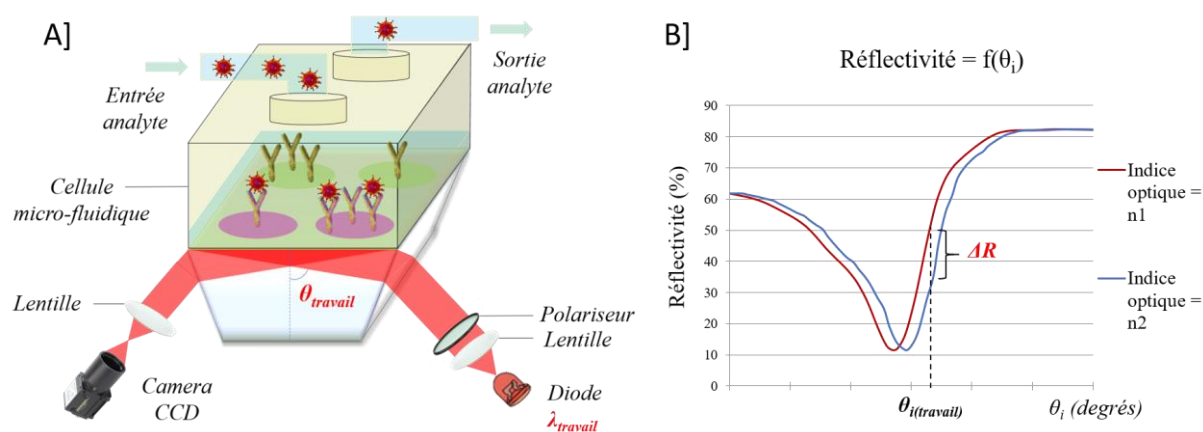 A]
Entrée
analyte
Sortie
analyte
Cellule
micro-fluidique
θtravail
Lentille
Polariseur
Lentille
Camera
CCD
Diode
λtravail
B]
Réflectivité = f(θi)
Réflectivité (%)
90
80
70
60
50
40
30
20
10
0
ΔR
Indice
optique =
n1
Indice
optique =
n2
θi(travail)
θi (degrés)